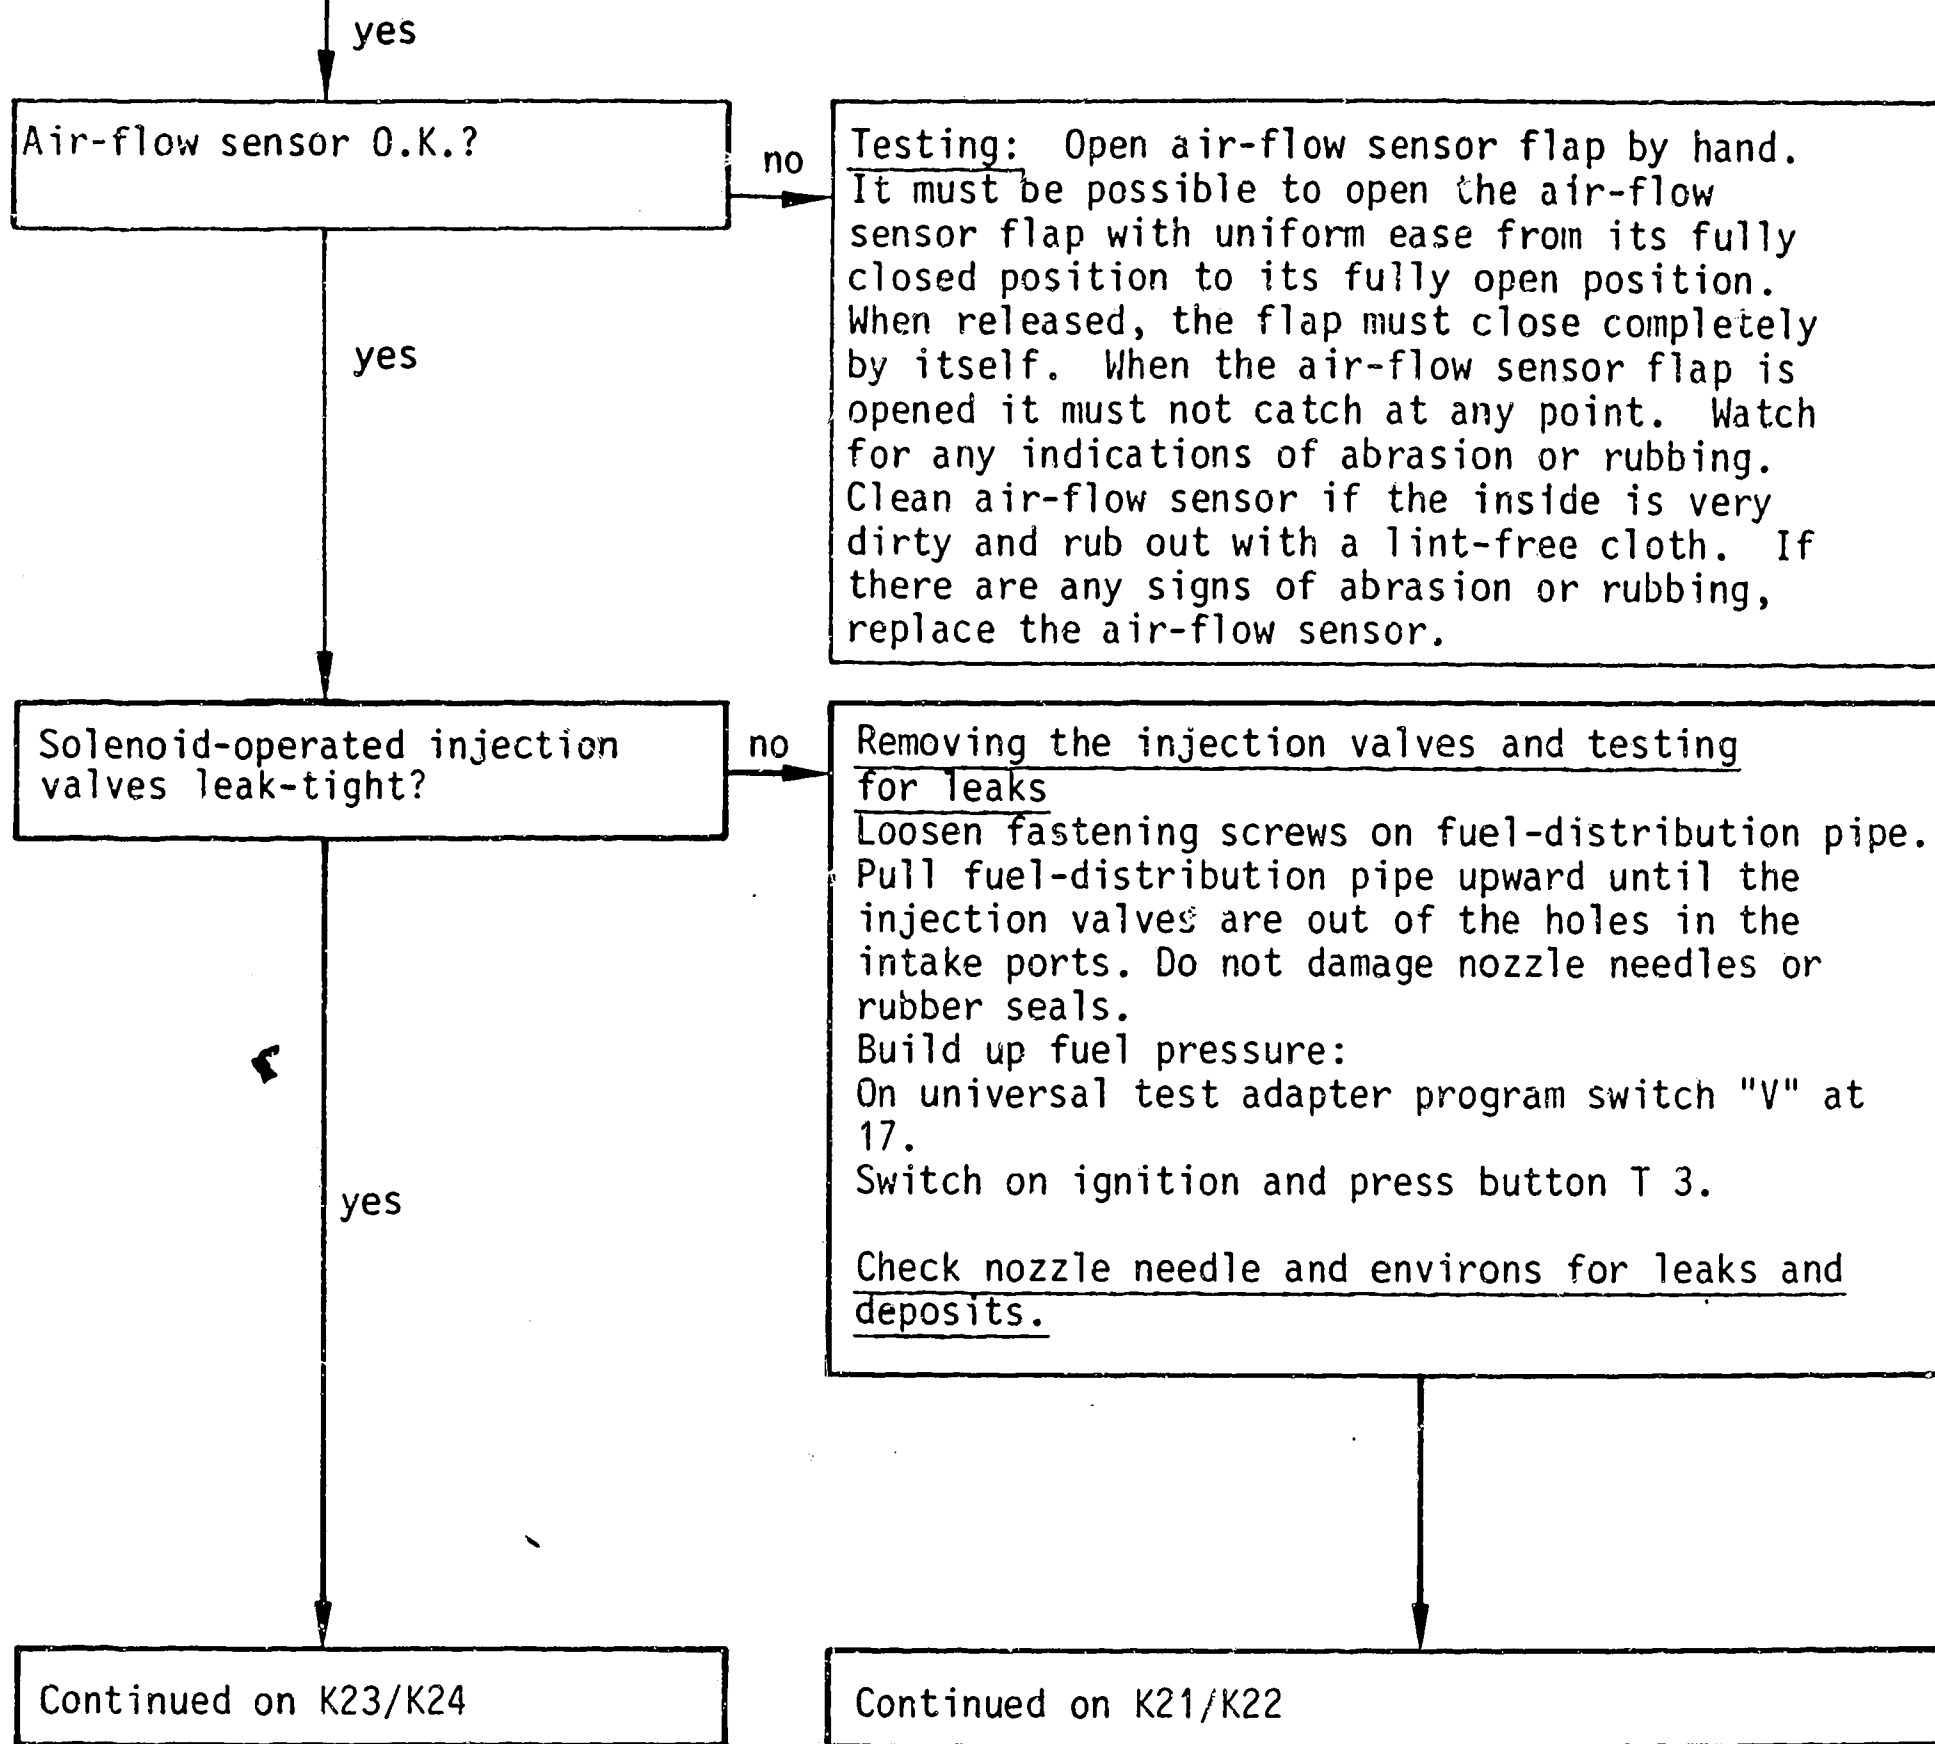 yes
Air-flow sensor O.K.?
no
Testing: Open air-flow sensor flap by hand.
It must be possible to open the air-flow
sensor flap with uniform ease from its fully
closed position to its fully open position.
When released, the flap must close completely
by itself. When the air-flow sensor flap is
opened it must not catch at any point. Watch
for any indications of abrasion or rubbing.
Clean air-flow sensor if the inside is very
dirty and rub out with a lint-free cloth. If
there are any signs of abrasion or rubbing,
replace the air-flow sensor.
yes
Solenoid-operated injection
valves leak-tight?
no
Removing the injection valves and testing
for leaks
Loosen fastening screws on fuel-distribution pipe.
Pull fuel-distribution pipe upward until the
injection valves are out of the holes in the
intake ports. Do not damage nozzle needles or
rubber seals.
Build up fuel pressure:
On universal test adapter program switch "V" at
17.
Switch on ignition and press button T 3.
Check nozzle needle and environs for leaks and
deposits.
yes
Continued on K23/K24
Continued on K21/K22